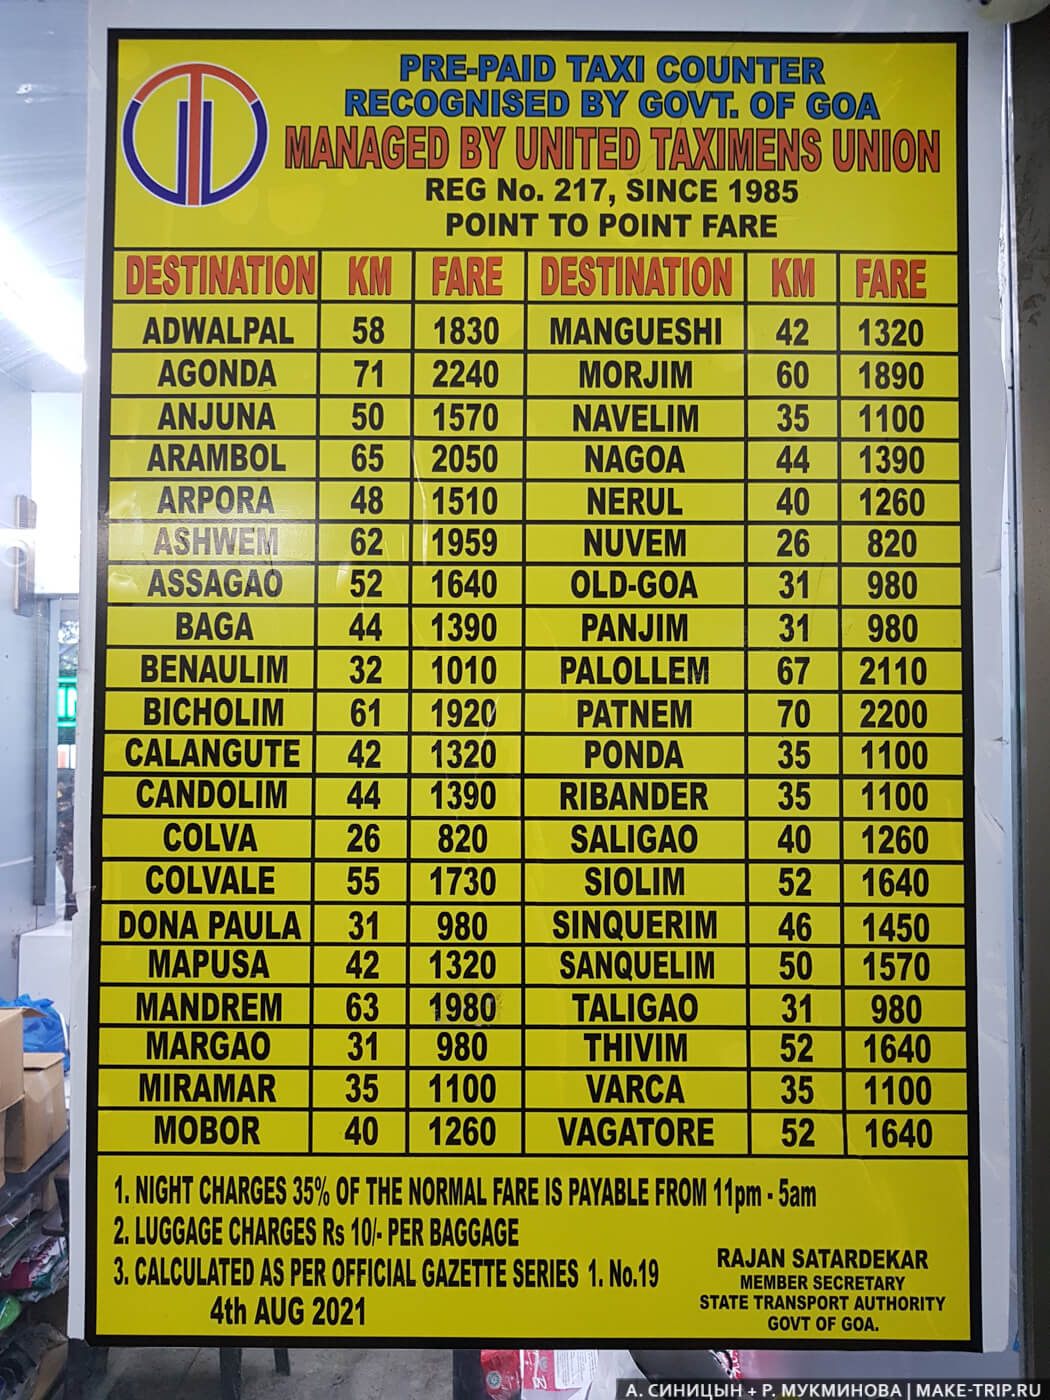 PRE-PAID TAXI COUNTER
RECOGNISED BY GOVT. OF GOA
MANAGED BY UNITED TAXIMENS UNION
REG No. 217, SINCE 1985
POINT TO POINT FARE
DESTINATION KM FARE DESTINATION KM FARE
ADWALPAL 58 1830 MANGUESHI 42 1320
AGONDA 71 2240 MORJIM 60 1890
ANJUNA 50 1570 NAVELIM 35 1100
ARAMBOL 65 2050 NAGOA 44 1390
ARPORA 48 1510 NERUL 40 1260
ASHWEM 62 1959 NUVEM 26 820
ASSAGAO 52 1640 OLD-GOA 31 980
BAGA 44 1390 PANJIM 31 980
BENAULIM 32 1010 PALOLLEM 67 2110
BICHOLIM 61 1920 PATNEM 70 2200
CALANGUTE 42 1320 PONDA 35 1100
CANDOLIM 44 1390 RIBANDER 35 1100
COLVA 26 820 SALIGAO 40 1260
COLVALE 55 1730 SIOLIM 52 1640
DONA PAULA 31 980 SINQUERIM 46 1450
MAPUSA 42 1320 SANQUELIM 50 1570
MANDREM 63 1980 TALIGAO 31 980
MARGAO 31 980 THIVIM 52 1640
MIRAMAR 35 1100 VARCA 35 1100
MOBOR 40 1260 VAGATORE 52 1640
1. NIGHT CHARGES 35% OF THE NORMAL FARE IS PAYABLE FROM 11pm - 5am
2. LUGGAGE CHARGES Rs 10/- PER BAGGAGE
3. CALCULATED AS PER OFFICIAL GAZETTE SERIES 1. No.19
4th AUG 2021
RAJAN SATARDEKAR
MEMBER SECRETARY
STATE TRANSPORT AUTHORITY
GOVT OF GOA.
А. СИНИЦЫН + Р. МУКМИНОВА | MAKE-TRIP.RU